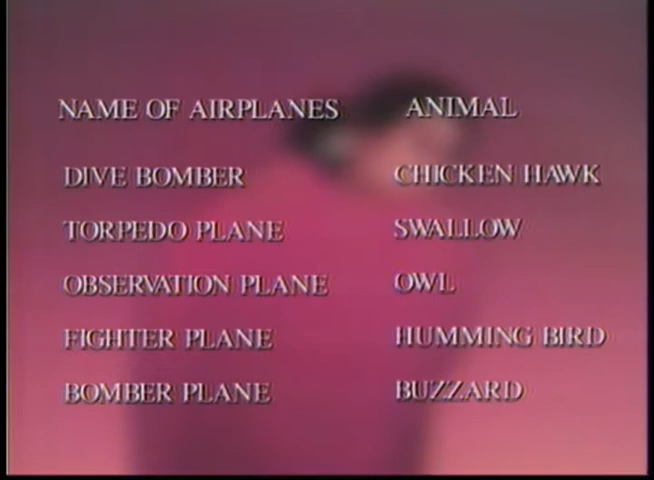 NAME OF AIRPLANES ANIMAL
DIVE BOMBER CHICKEN HAWK
TORPEDO PLANE SWALLOW
OBSERVATION PLANE OWL
FIGHTER PLANE HUMMING BIRD
BOMBER PLANE BUZZARD